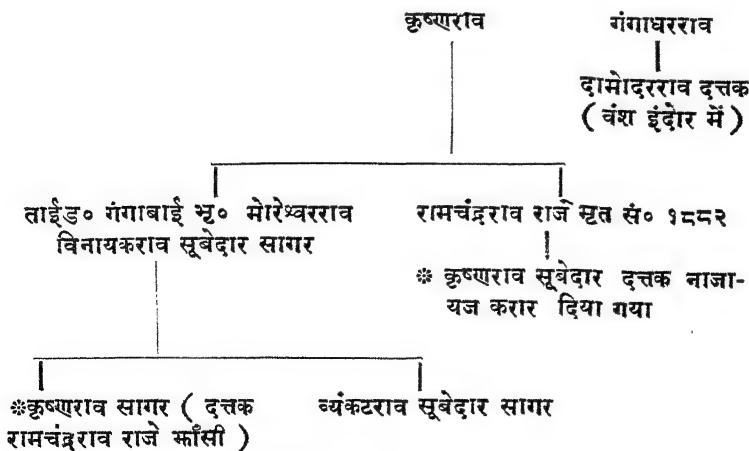 कृष्णराव
गंगाधरराव
दामोदरराव दत्तक
( वंश इंदोर में )
ताईड० गंगाबाई भृ० मोरेश्वरराव
विनायकराव सूबेदार सागर
रामचंद्रराव राजे मृत सं० १८८२
* कृष्णराव सूबेदार दत्तक नाजा-
यज करार दिया गया
*कृष्णराव सागर ( दत्तक
रामचंद्रराव राजे झाँसी )
व्यंकटराव सूबेदार सागर